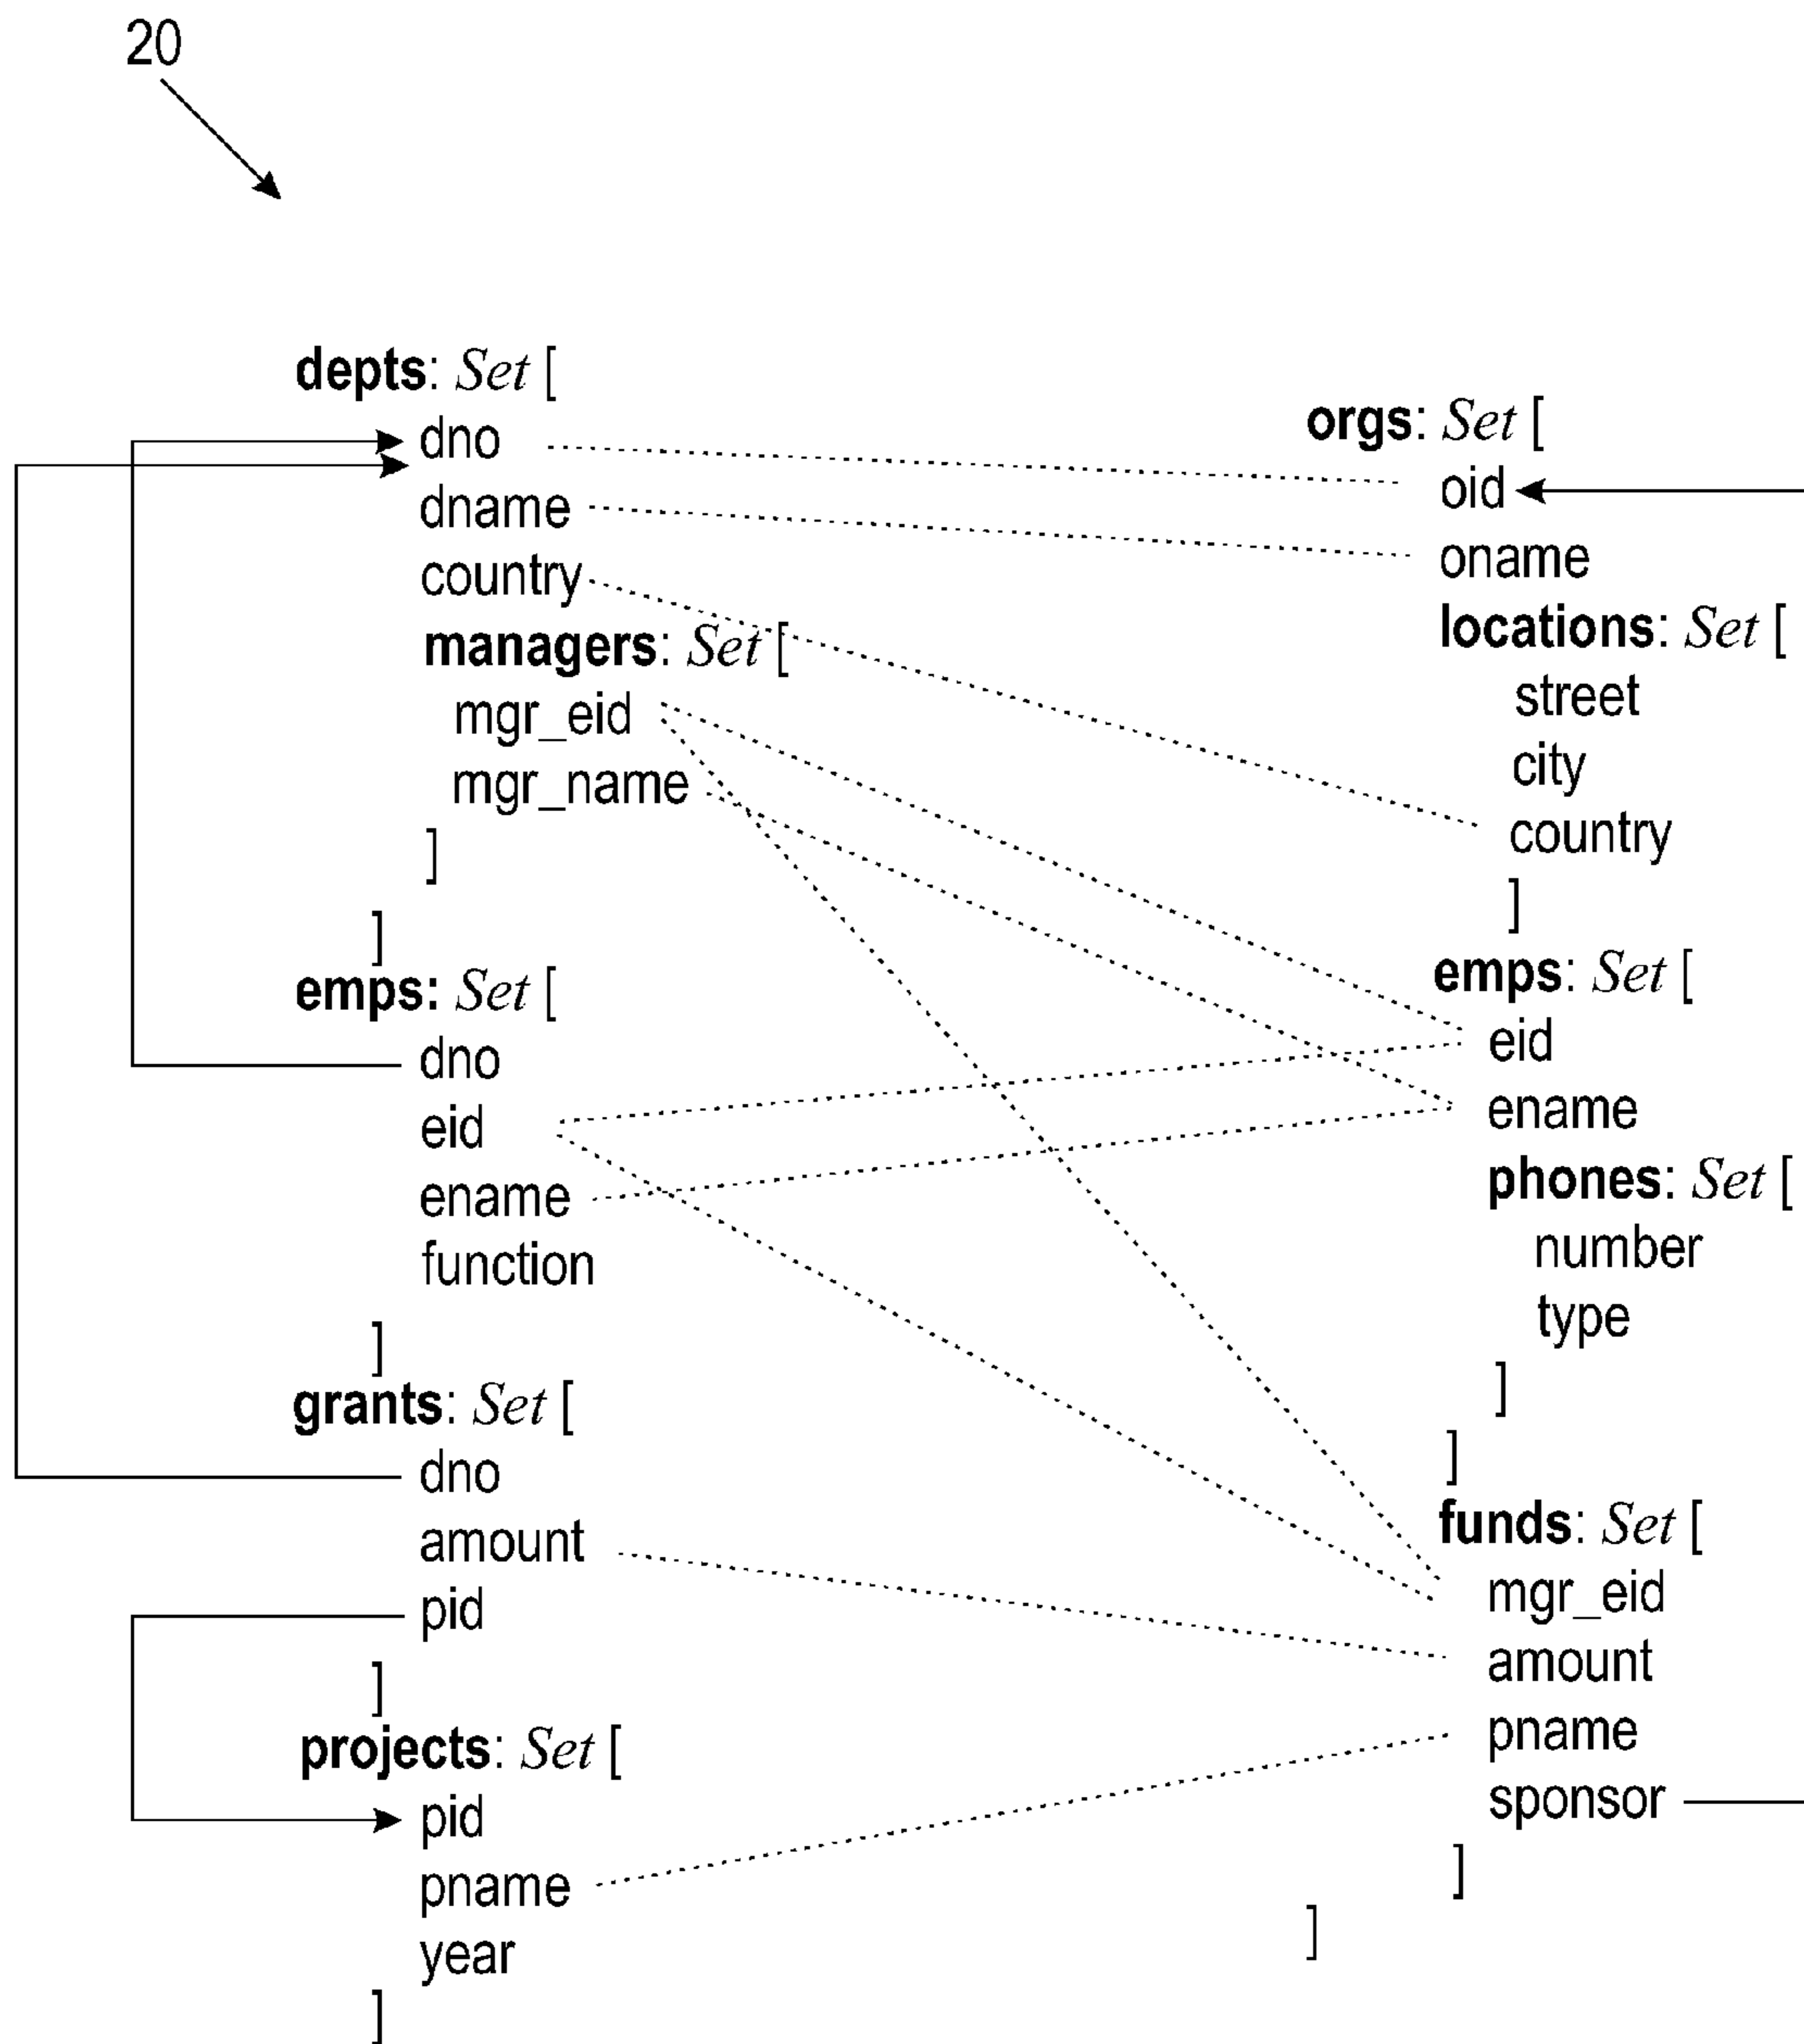 20
depts: Set [
dno
dname
country
managers: Set [
mgr_eid
mgr_name
]
]
emps: Set [
dno
eid
ename
function
]
grants: Set [
dno
amount
pid
]
projects: Set [
pid
pname
year
]
orgs: Set [
oid
oname
locations: Set [
street
city
country
]
emps: Set [
eid
ename
phones: Set [
number
type
]
]
funds: Set [
mgr_eid
amount
pname
sponsor
]
]